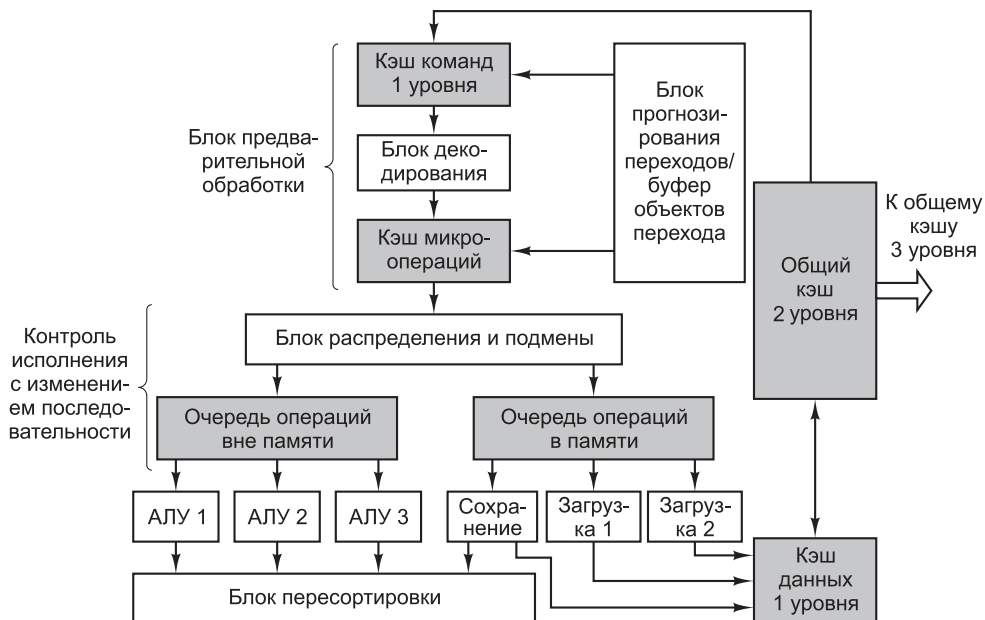 Кэш команд
1 уровня
Блок
прогнози-
рования
переходов/
буфер
объектов
перехода
Блок предва-
рительной
обработки
Блок деко-
дирования
Кэш микро-
операций
К общему
кэшу
3 уровня
Общий
кэш
2 уровня
Контроль
исполнения
с изменени-
ем последо-
вательности
Блок распределения и подмены
Очередь операций
вне памяти
Очередь операций
в памяти
АЛУ 1
АЛУ 2
АЛУ 3
Сохра-
нение
Загруз-
ка 1
Загруз-
ка 2
Кэш
данных
1 уровня
Блок пересортировки